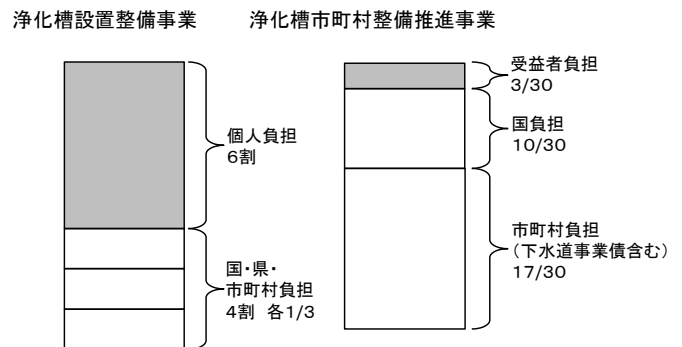 浄化槽設置整備事業
浄化槽市町村整備推進事業
個人負担
6割
国・県・
市町村負担
4割 各1/3
受益者負担
3/30
国負担
10/30
市町村負担
（下水道事業債含む）
17/30